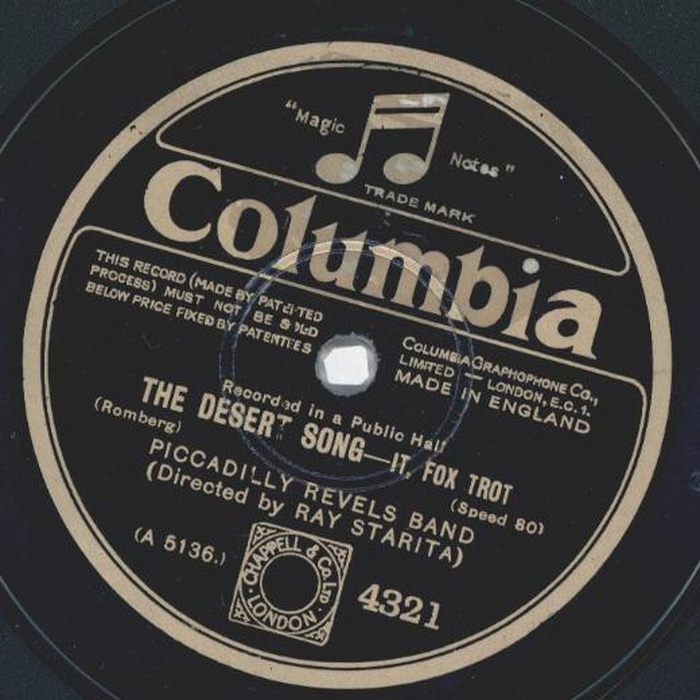 "Magic Notes"
TRADE MARK
Columbia
THIS RECORD (MADE BY PATENTED
PROCESS) MUST NOT BE SOLD
BELOW PRICE FIXED BY PATENTEES
COLUMBIA GRAPHOPHONE Co.,
LIMITED — LONDON, E.C.1.
MADE IN ENGLAND
Recorded in a Public Hall
THE DESERT SONG—IT, FOX TROT
(Romberg)
(Speed 80)
PICCADILLY REVELS BAND
(Directed by RAY STARITA)
(A 5136.)
CHAPPELL & Co. LTD
LONDON
4321